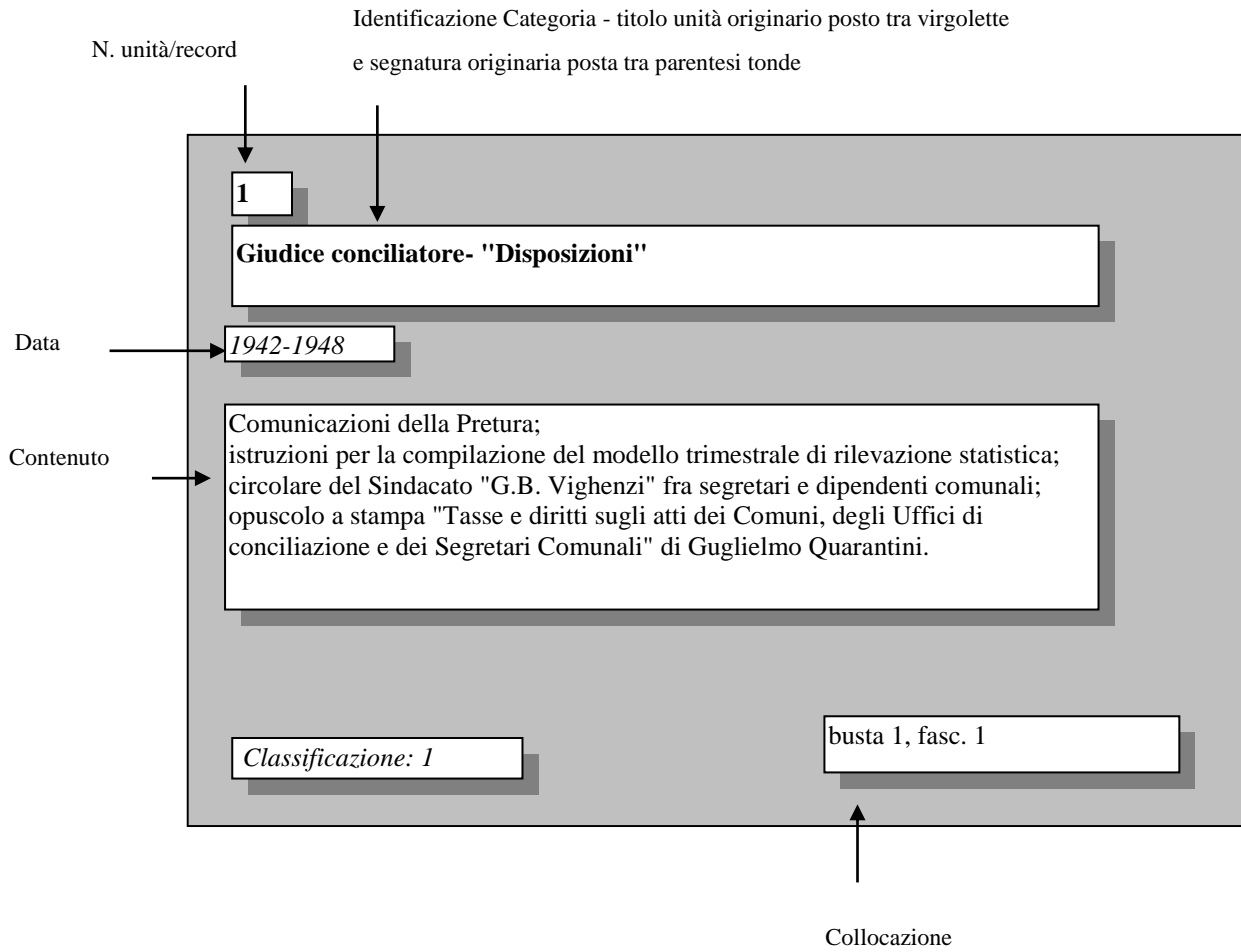 Identificazione Categoria - titolo unità originario posto tra virgolette
N. unità/record
e segnatura originaria posta tra parentesi tonde
1
Giudice conciliatore- "Disposizioni"
Data
1942-1948
Contenuto
Comunicazioni della Pretura;
istruzioni per la compilazione del modello trimestrale di rilevazione statistica;
circolare del Sindacato "G.B. Vighenzi" fra segretari e dipendenti comunali;
opuscolo a stampa "Tasse e diritti sugli atti dei Comuni, degli Uffici di
conciliazione e dei Segretari Comunali" di Guglielmo Quarantini.
Classificazione: 1
busta 1, fasc. 1
Collocazione